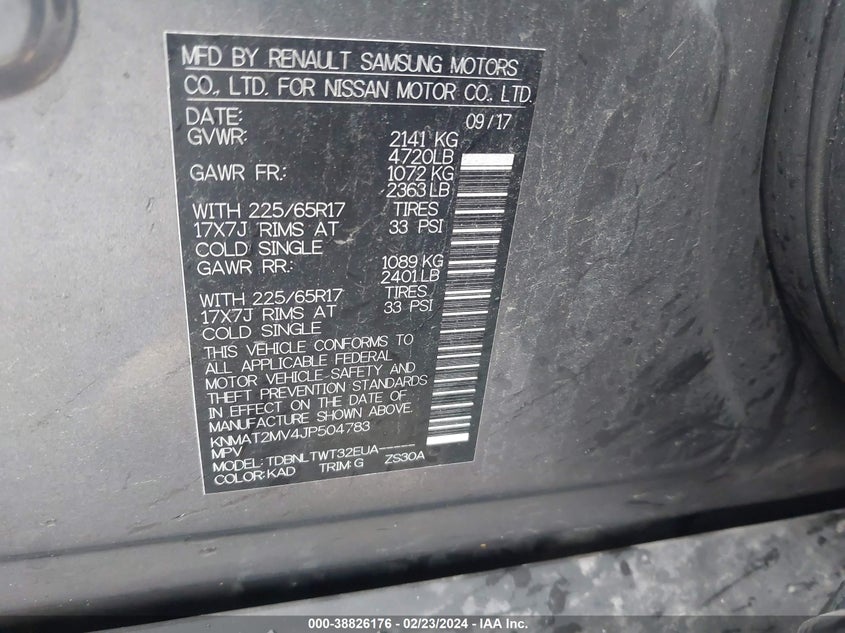 MFD BY RENAULT SAMSUNG MOTORS
CO., LTD. FOR NISSAN MOTOR CO., LTD.
DATE: 09/17
GVWR: 2141 KG
4720LB
GAWR FR.: 1072 KG
2363LB
WITH 225/65R17 TIRES
17X7J RIMS AT 33 PSI
COLD SINGLE
GAWR RR.: 1089 KG
2401LB
WITH 225/65R17 TIRES
17X7J RIMS AT 33 PSI
COLD SINGLE
THIS VEHICLE CONFORMS TO
ALL APPLICABLE FEDERAL
MOTOR VEHICLE-SAFETY AND
THEFT PREVENTION STANDARDS
IN EFFECT ON THE DATE OF
MANUFACTURE SHOWN ABOVE.
KNMAT2MV4JP504783
MPV
MODEL: TDBNLTWT32EUA
COLOR: KAD TRIM: G ZS30A
000-38826176 — 02/23/2024 — IAA Inc.